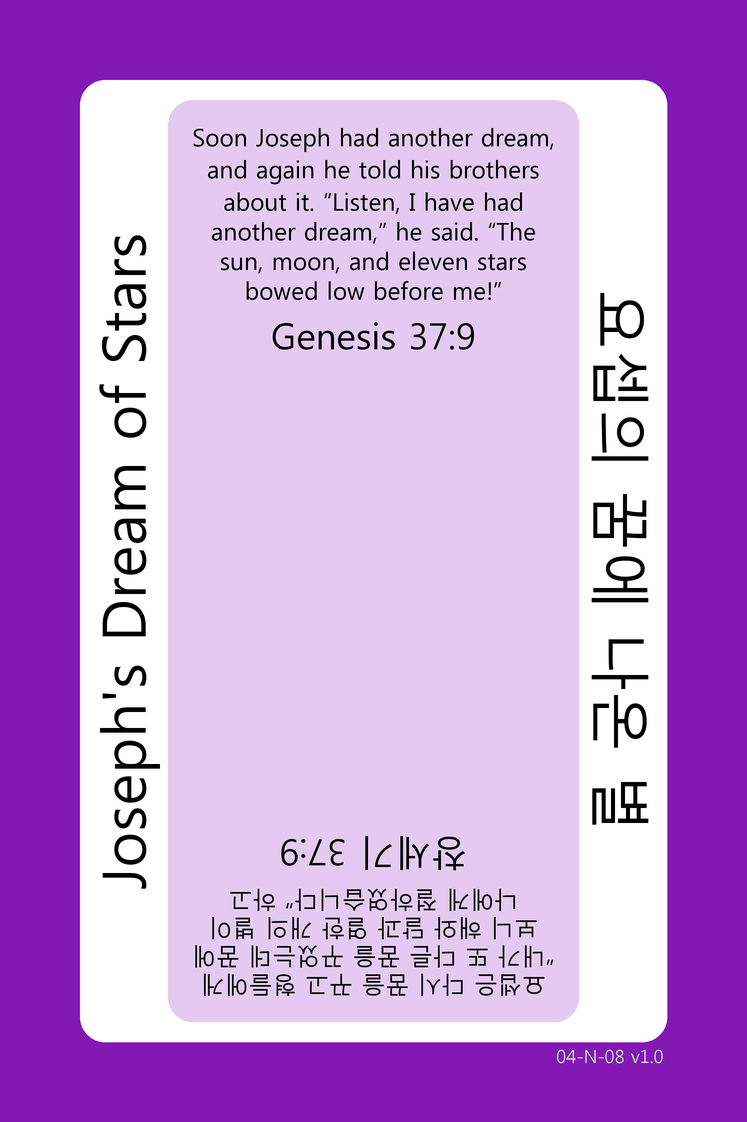 Soon Joseph had another dream,
and again he told his brothers
about it. “Listen, I have had
another dream,” he said. “The
sun, moon, and eleven stars
bowed low before me!”
Genesis 37:9
Joseph's Dream of Stars
요셉의 꿈에 나온 별
요셉은 다시 꿈을 꾸고 형들에게
“내가 또 다른 꿈을 꾸었는데 꿈에
보니 해와 달과 열한 개의 별이
나에게 절하였습니다” 하고
창세기 37:9
04-N-08 v1.0